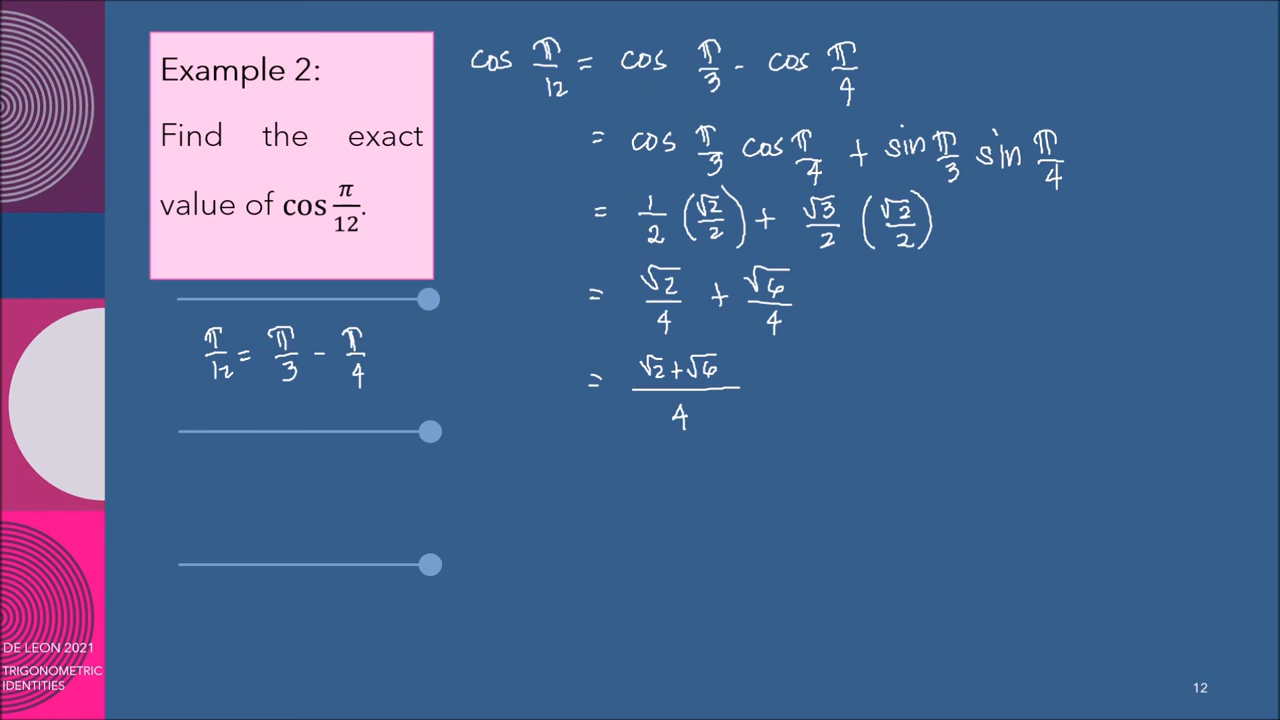 Example 2:
Find the exact
value of cos π/12.
π/12 = π/3 - π/4
cos π/12 = cos π/3 - cos π/4
= cos π/3 cos π/4 + sin π/3 sin π/4
= 1/2 (√2/2) + √3/2 (√2/2)
= √2/4 + √6/4
= (√2+√6)/4
DE LEON 2021
TRIGONOMETRIC
IDENTITIES
12